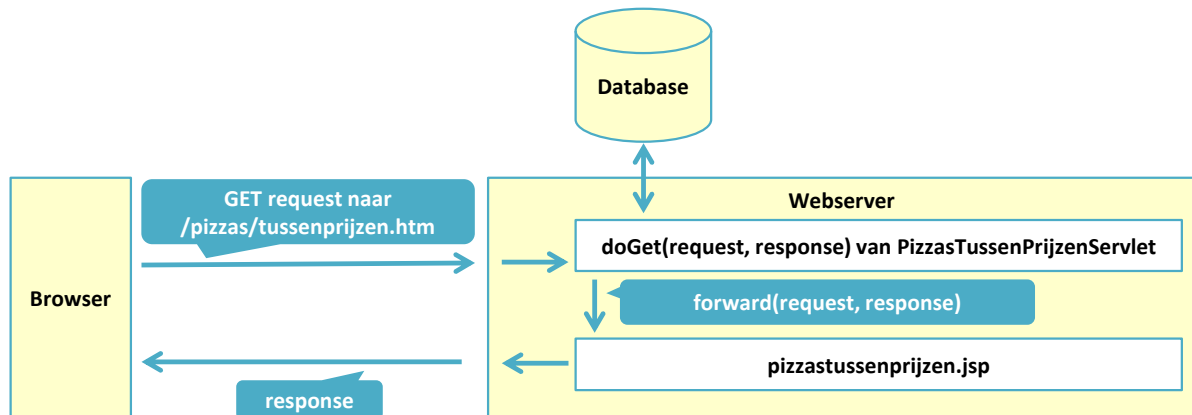 Database
GET request naar
/pizzas/tussenprijzen.htm
Webserver
doGet(request, response) van PizzasTussenPrijzenServlet
Browser
forward(request, response)
pizzastussenprijzen.jsp
response